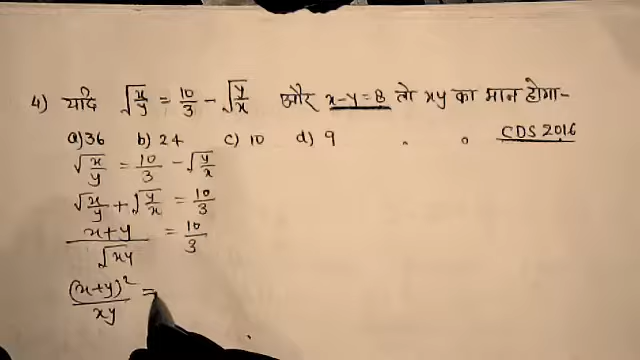 4) यदि √x/y = 10/3 - √y/x और x-y=8 तो xy का मान होगा-
a) 36 b) 24 c) 10 d) 9 CDS 2016
√x/y = 10/3 - √y/x
√x/y + √y/x = 10/3
x+y/√xy = 10/3
(x+y)²/xy =